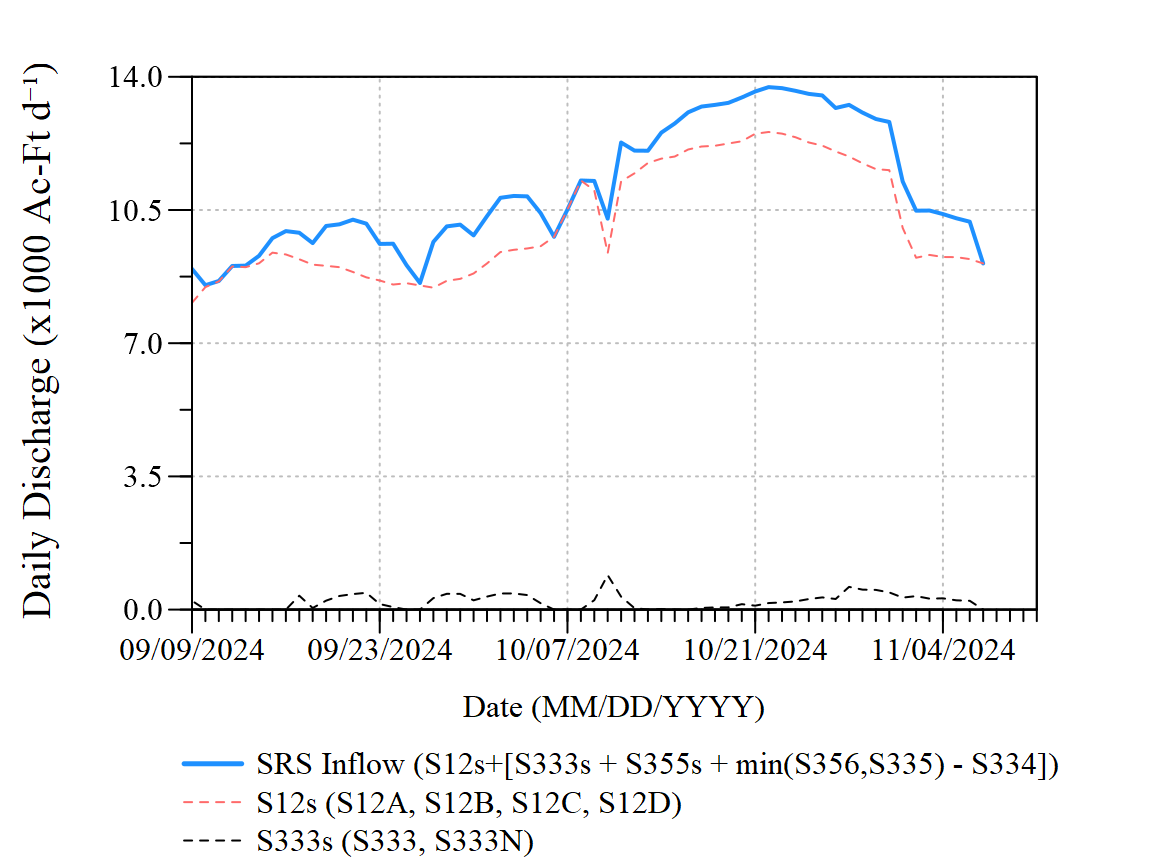 Daily Discharge (x1000 Ac-Ft d⁻¹)
14.0
10.5
7.0
3.5
0.0
09/09/2024 09/23/2024 10/07/2024 10/21/2024 11/04/2024
Date (MM/DD/YYYY)
SRS Inflow (S12s+[S333s + S355s + min(S356,S335) - S334])
S12s (S12A, S12B, S12C, S12D)
S333s (S333, S333N)